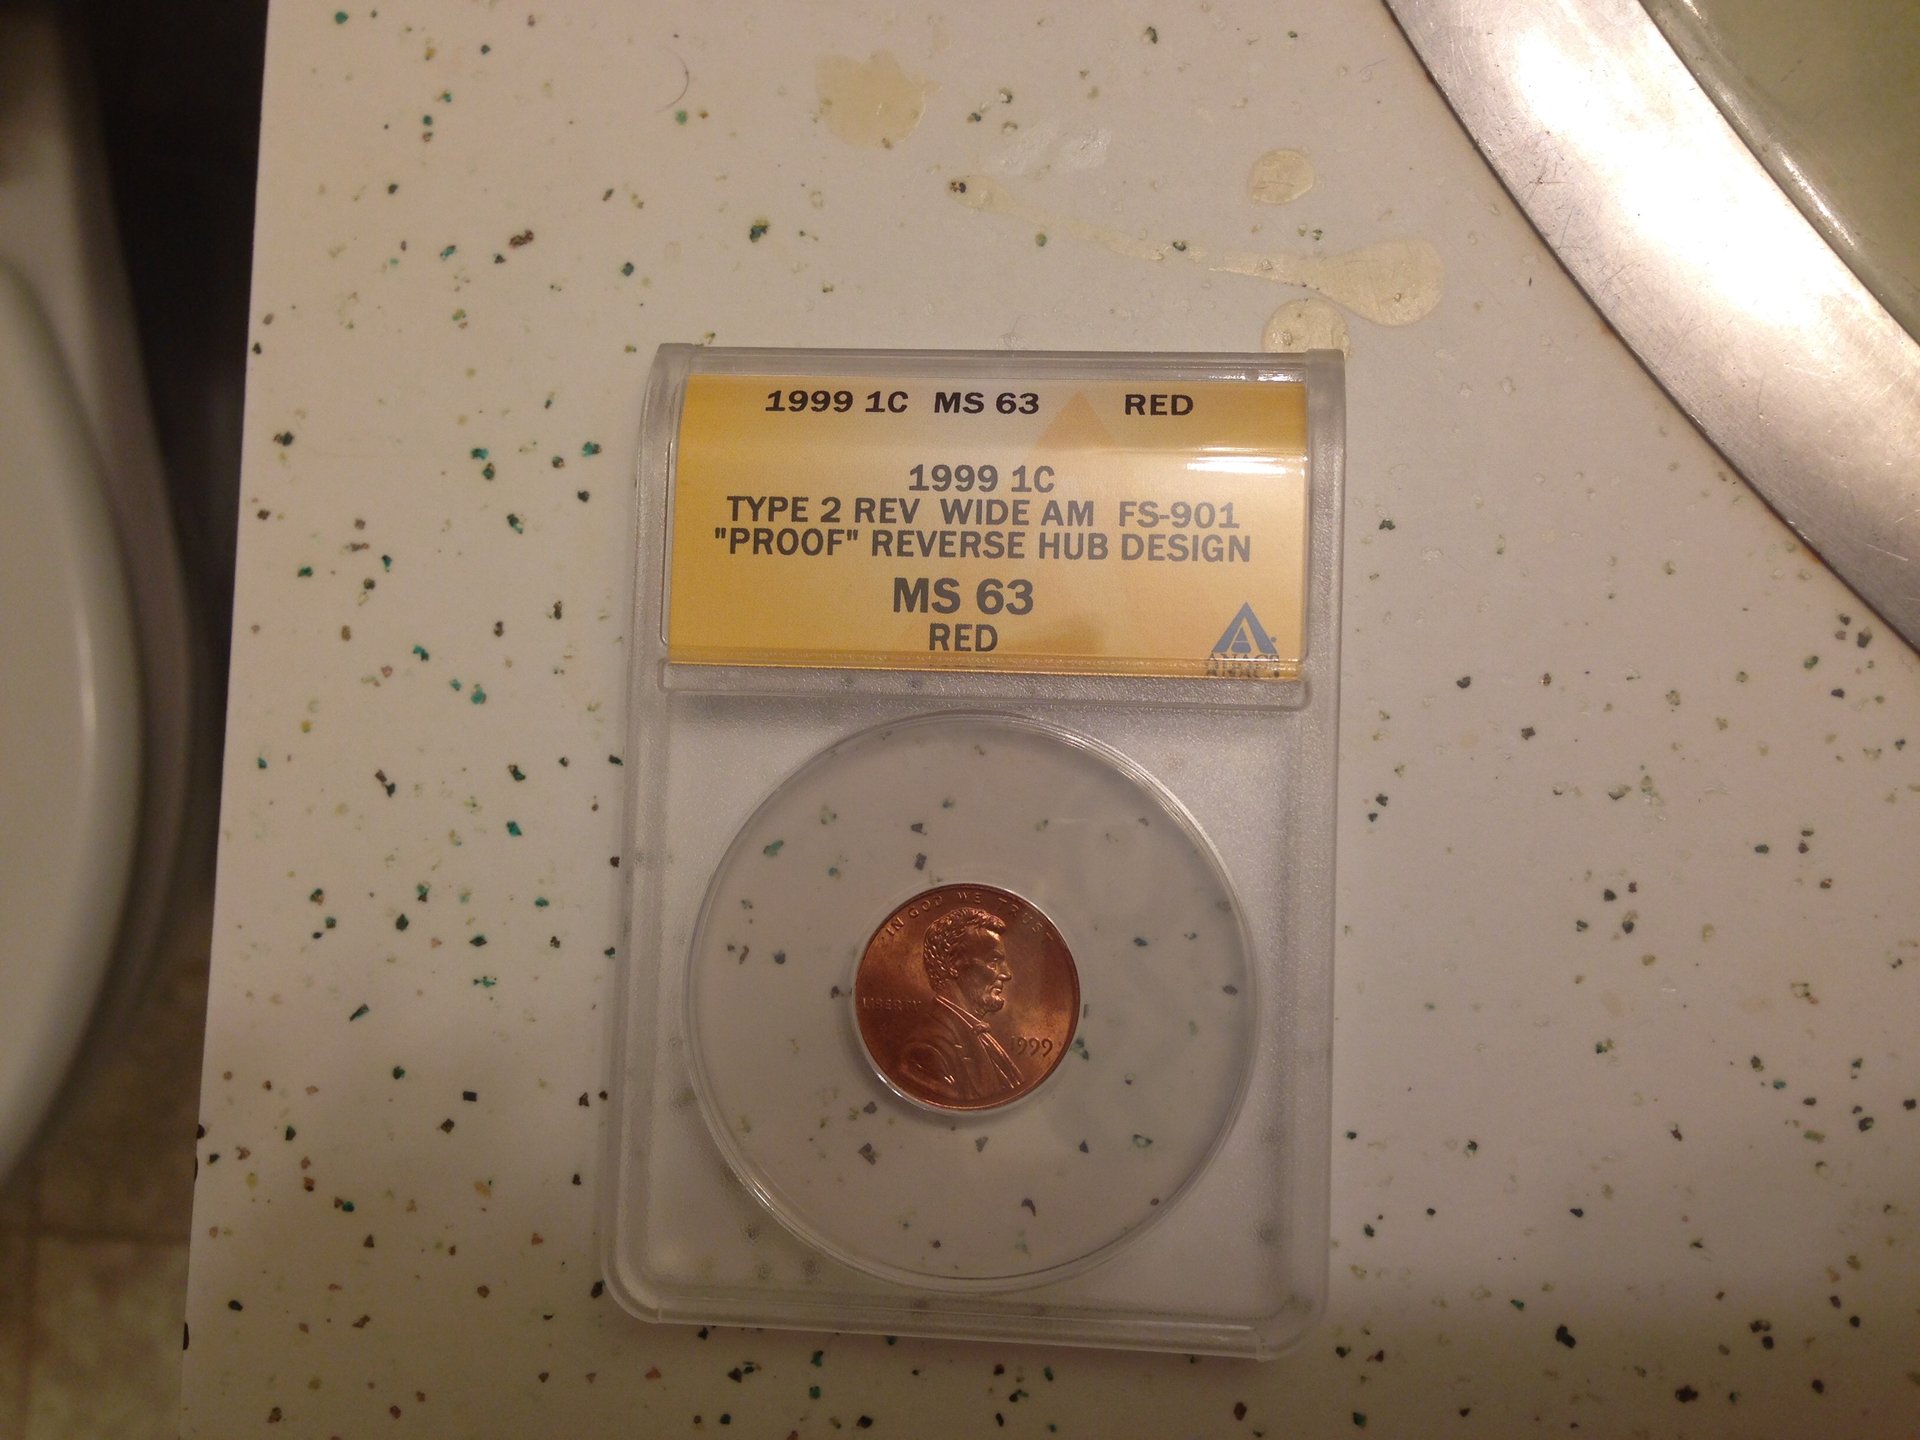 1999 1C MS 63 RED
1999 1C
TYPE 2 REV WIDE AM FS-901
"PROOF" REVERSE HUB DESIGN
MS 63
RED
ANACS
IN GOD WE TRUST
LIBERTY
1999